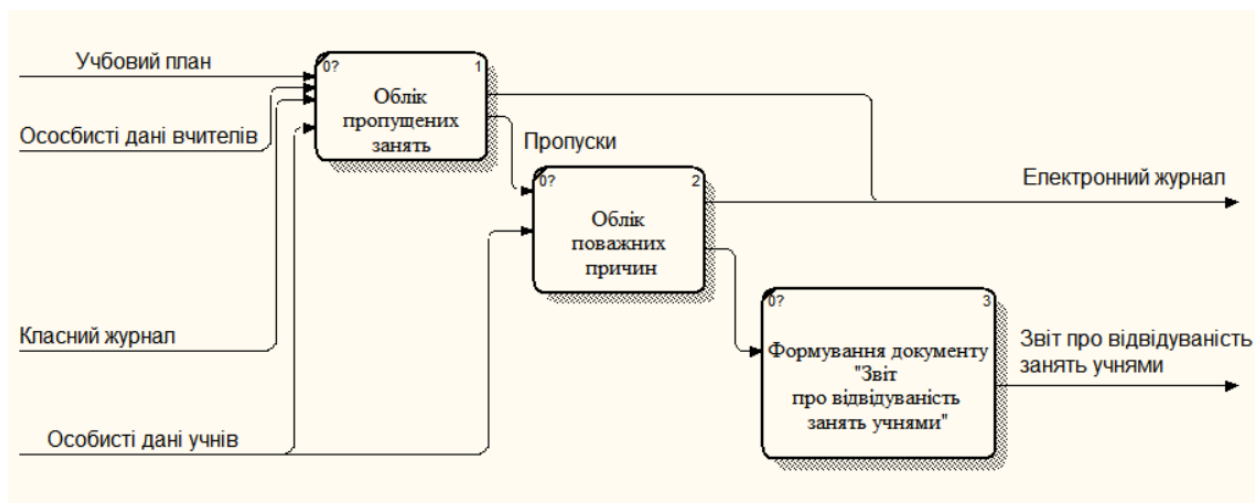 Учбовий план
Ососбисті дані вчителів
Класний журнал
Особисті дані учнів
0? 1
Облік
пропущених
занять
Пропуски
0? 2
Облік
поважних
причин
0? 3
Формування документу
"Звіт
про відвідуваність
занять учнями"
Електронний журнал
Звіт про відвідуваність
занять учнями